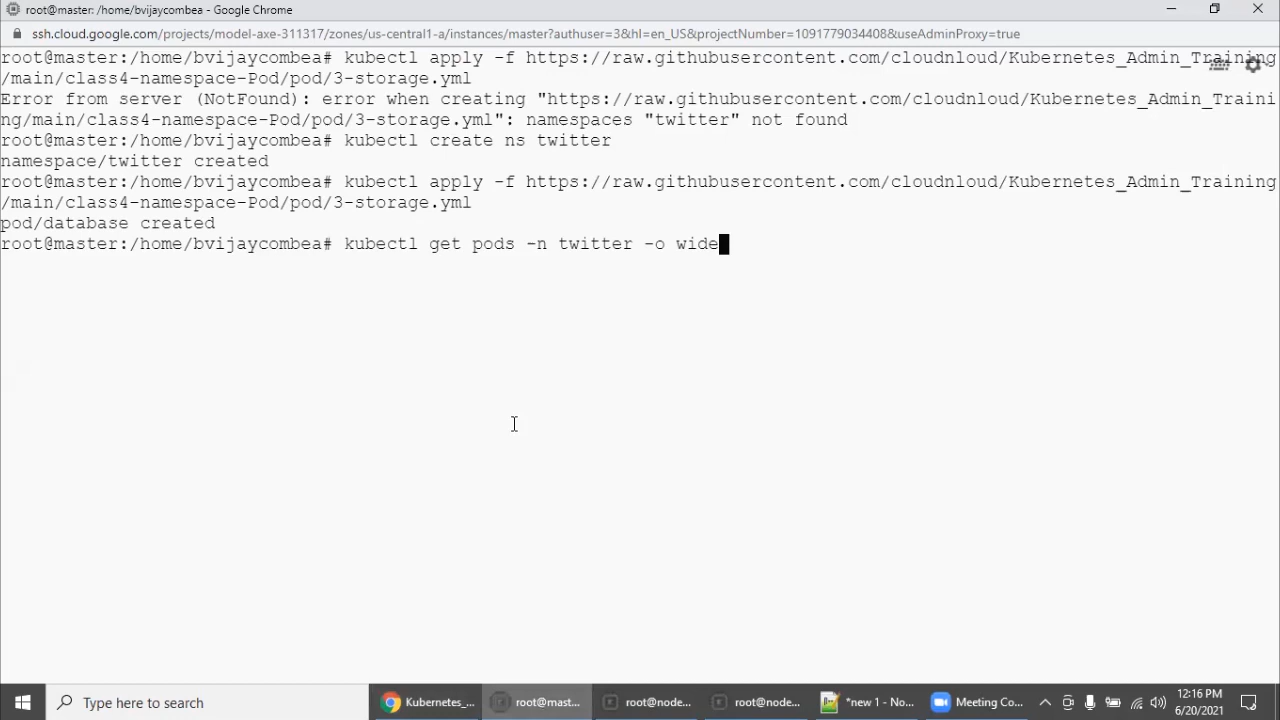 root@master: /home/bvijaycombea - Google Chrome
ssh.cloud.google.com/projects/model-axe-311317/zones/us-central1-a/instances/master?authuser=3&hl=en_US&projectNumber=1091779034408&useAdminProxy=true
root@master:/home/bvijaycombea# kubectl apply -f https://raw.githubusercontent.com/cloudnloud/Kubernetes_Admin_Training
/main/class4-namespace-Pod/pod/3-storage.yml
Error from server (NotFound): error when creating "https://raw.githubusercontent.com/cloudnloud/Kubernetes_Admin_Traini
ng/main/class4-namespace-Pod/pod/3-storage.yml": namespaces "twitter" not found
root@master:/home/bvijaycombea# kubectl create ns twitter
namespace/twitter created
root@master:/home/bvijaycombea# kubectl apply -f https://raw.githubusercontent.com/cloudnloud/Kubernetes_Admin_Training
/main/class4-namespace-Pod/pod/3-storage.yml
pod/database created
root@master:/home/bvijaycombea# kubectl get pods -n twitter -o wide
Type here to search
Kubernetes_...
root@mast...
root@node...
root@node...
*new 1 - No...
Meeting Co...
12:16 PM
6/20/2021